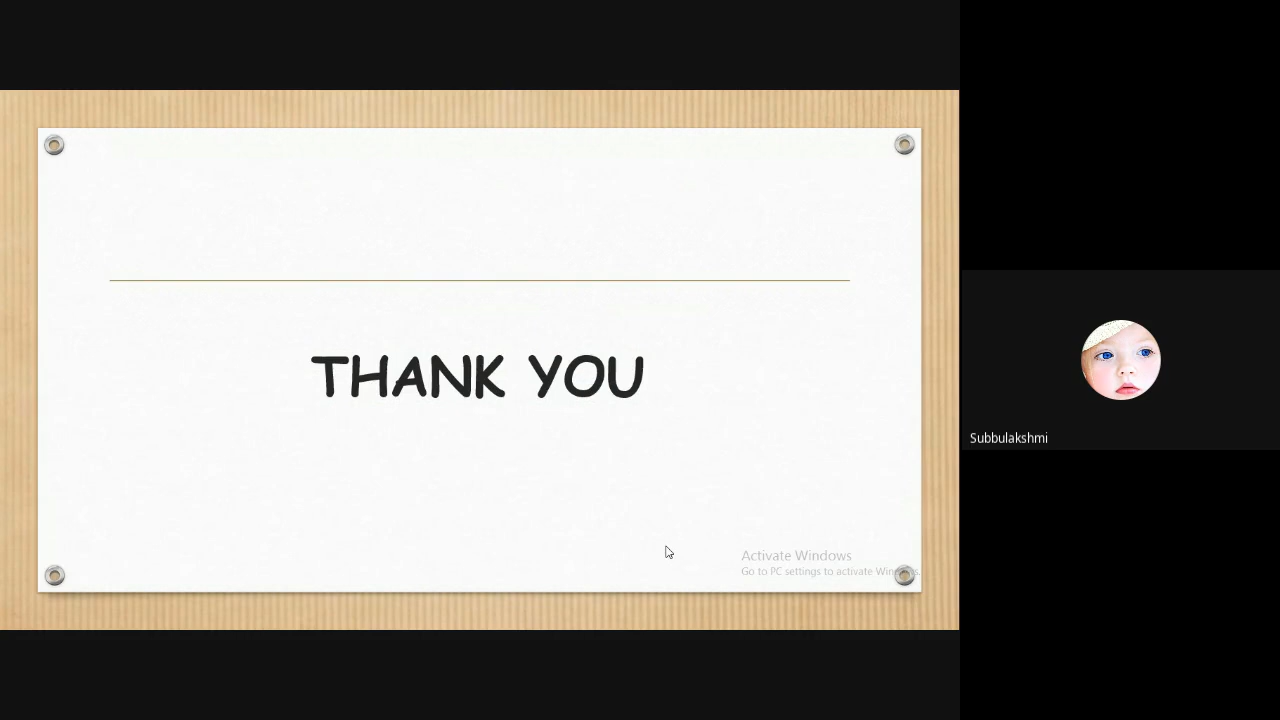 THANK YOU
Activate Windows
Go to PC settings to activate Windows.
Subbulakshmi